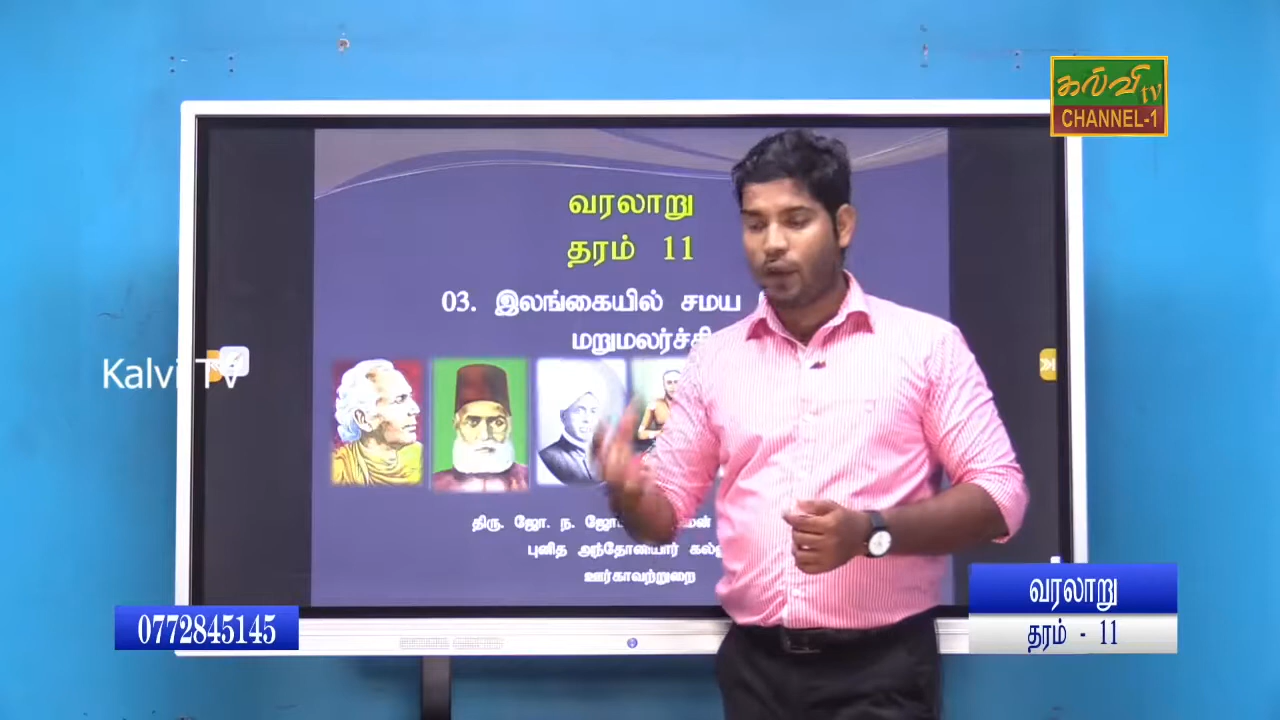 கல்வி tv
CHANNEL-1
வரலாறு
தரம் 11
03. இலங்கையில் சமய
மறுமலர்ச்சி
Kalvi TV
திரு. ஜோ. ந.
புனித அந்தோனியார்
ஊர்காவற்றுறை
0772845145
வரலாறு
தரம் - 11